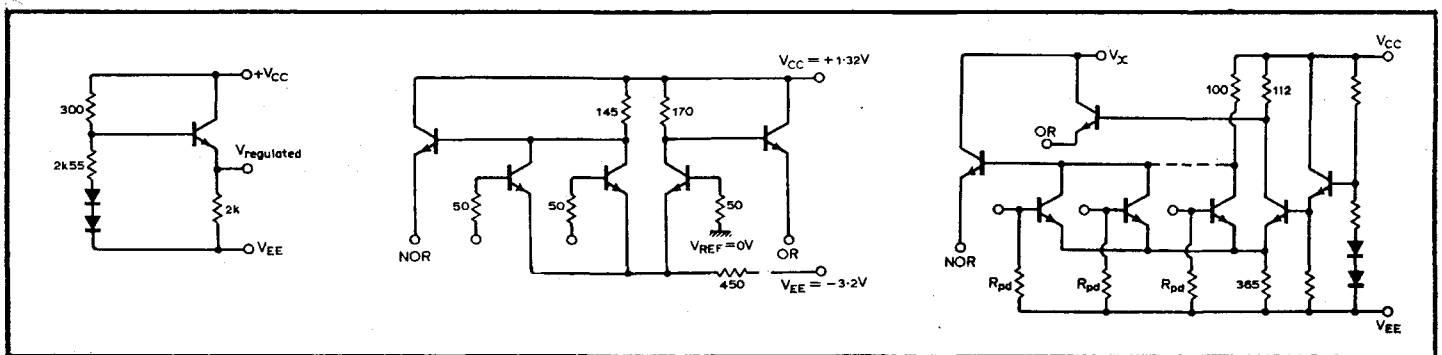 +VCC
300
2k55
Vregulated
2k
VEE
VCC = +1·32V
145
170
50
50
50
VREF = 0V
NOR
OR
450
VEE = −3·2V
Vx
VCC
100
112
OR
NOR
Rpd
Rpd
Rpd
365
VEE